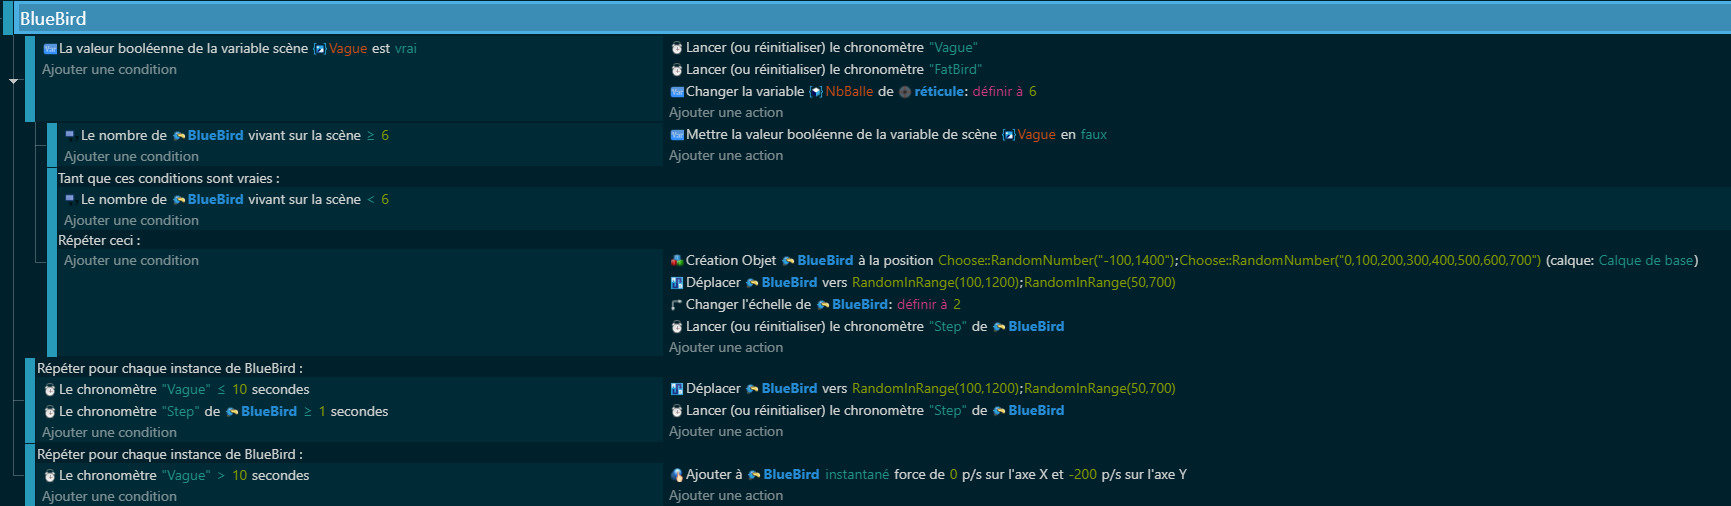 BlueBird
La valeur booléenne de la variable scène Vague est vrai
Ajouter une condition
Lancer (ou réinitialiser) le chronomètre "Vague"
Lancer (ou réinitialiser) le chronomètre "FatBird"
Changer la variable NbBalle de réticule: définir à 6
Ajouter une action
Le nombre de BlueBird vivant sur la scène ≥ 6
Ajouter une condition
Mettre la valeur booléenne de la variable de scène Vague en faux
Ajouter une action
Tant que ces conditions sont vraies :
Le nombre de BlueBird vivant sur la scène < 6
Ajouter une condition
Répéter ceci :
Ajouter une condition
Création Objet BlueBird à la position Choose::RandomNumber("-100,1400");Choose::RandomNumber("0,100,200,300,400,500,600,700") (calque: Calque de base)
Déplacer BlueBird vers RandomInRange(100,1200);RandomInRange(50,700)
Changer l'échelle de BlueBird: définir à 2
Lancer (ou réinitialiser) le chronomètre "Step" de BlueBird
Ajouter une action
Répéter pour chaque instance de BlueBird :
Le chronomètre "Vague" ≤ 10 secondes
Le chronomètre "Step" de BlueBird ≥ 1 secondes
Ajouter une condition
Déplacer BlueBird vers RandomInRange(100,1200);RandomInRange(50,700)
Lancer (ou réinitialiser) le chronomètre "Step" de BlueBird
Ajouter une action
Répéter pour chaque instance de BlueBird :
Le chronomètre "Vague" > 10 secondes
Ajouter une condition
Ajouter à BlueBird instantané force de 0 p/s sur l'axe X et -200 p/s sur l'axe Y
Ajouter une action